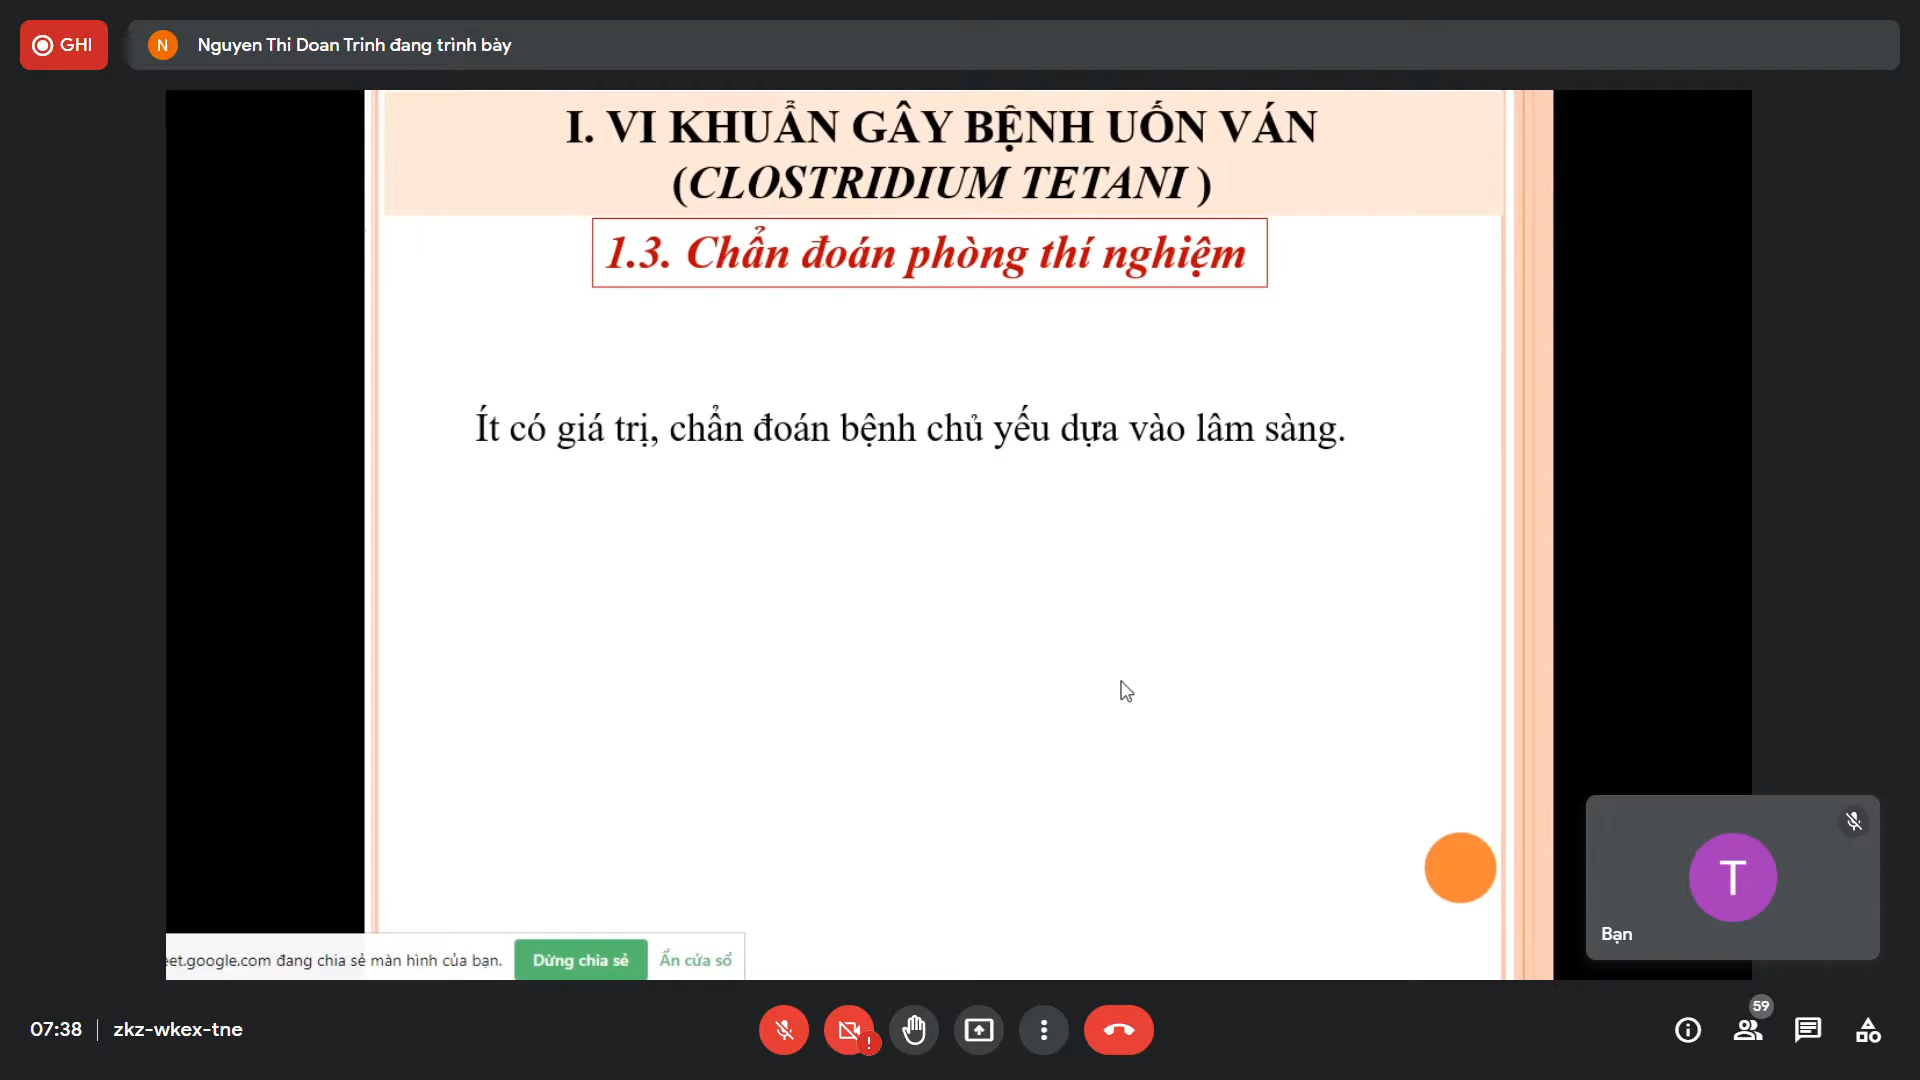 GHI
N
Nguyen Thi Doan Trinh đang trình bày
I. VI KHUẨN GÂY BỆNH UỐN VÁN
(CLOSTRIDIUM TETANI )
1.3. Chẩn đoán phòng thí nghiệm
Ít có giá trị, chẩn đoán bệnh chủ yếu dựa vào lâm sàng.
T
Bạn
eet.google.com đang chia sẻ màn hình của bạn.
Dừng chia sẻ
Ẩn cửa sổ
07:38
zkz-wkex-tne
59